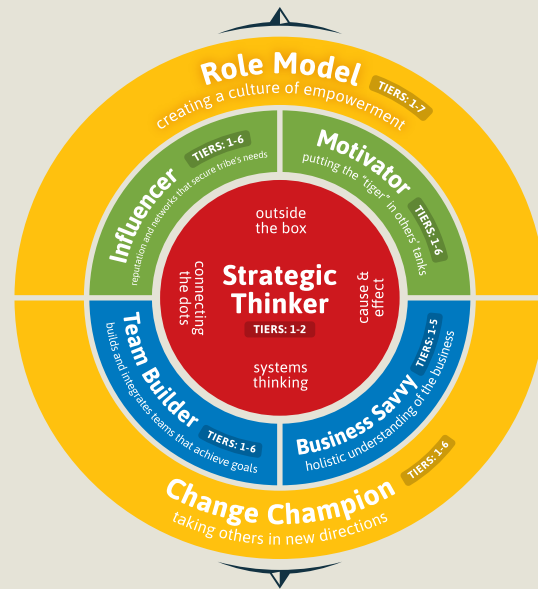 Role Model
TIERS: 1-7
creating a culture of empowerment
Influencer
TIERS: 1-6
reputation and networks that secure tribe's needs
Motivator
putting the "tiger" in others' tanks
TIERS: 1-6
outside
the box
connecting
the dots
Strategic
Thinker
TIERS: 1-2
cause &
effect
systems
thinking
Team Builder
TIERS: 1-6
builds and integrates teams that achieve goals
Business Savvy
TIERS: 1-5
holistic understanding of the business
Change Champion
TIERS: 1-6
taking others in new directions